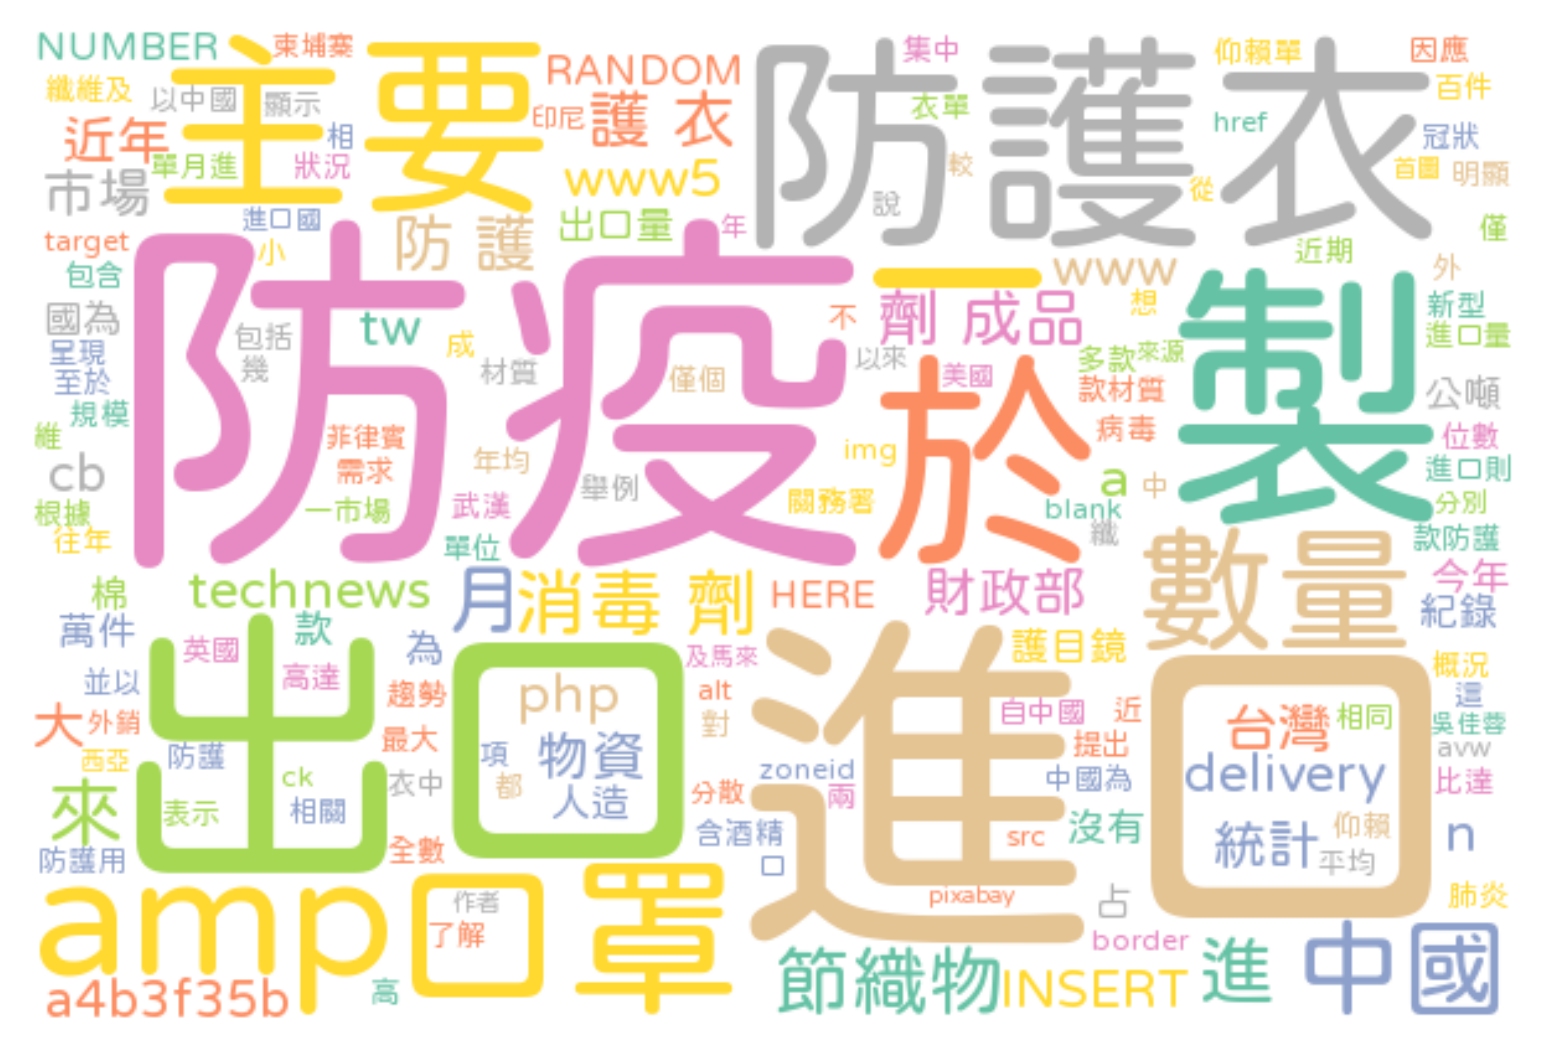 NUMBER
主要
柬埔寨
RANDOM
防護衣
集中
仰賴單
因應
纖維及
以中國
顯示
印尼
護 衣
衣單
href
百件
近年
相
冠狀
單月進
狀況
www5
較
首圖
明顯
市場
說
從
進口國
防 護
出口量
年
僅
target
小
近期
包含
防疫
一
www
外
國為
包括
tw
不
劑 成品
想
製
新型
進口量
呈現
幾
成
材質
以來
多款
來源
至於
僅個
美國
款材質
公噸
規模
於
維
菲律賓
img
病毒
位數
cb
需求
年均
舉例
a
中
進口則
根據
一市場
武漢
關務署
blank
分別
往年
單位
纖
款防護
數量
棉
technews
月
消毒 劑
HERE
財政部
今年
萬件
款
紀錄
出口
英國
為
及馬來
進口
護目鏡
概況
並以
高達
趨勢
php
alt
自中國
近
這
大
外銷
對
台灣
相同
吳佳蓉
西亞
防護
最大
項
物資
提出
avw
ck
衣中
都
zoneid
中國為
delivery
比達
來
表示
相關
人造
分散
兩
仰賴
含酒精
src
沒有
統計
n
防護用
全數
口
平均
amp
口罩
作者
pixabay
占
肺炎
了解
border
a4b3f35b
高
節織物
INSERT
進
中國